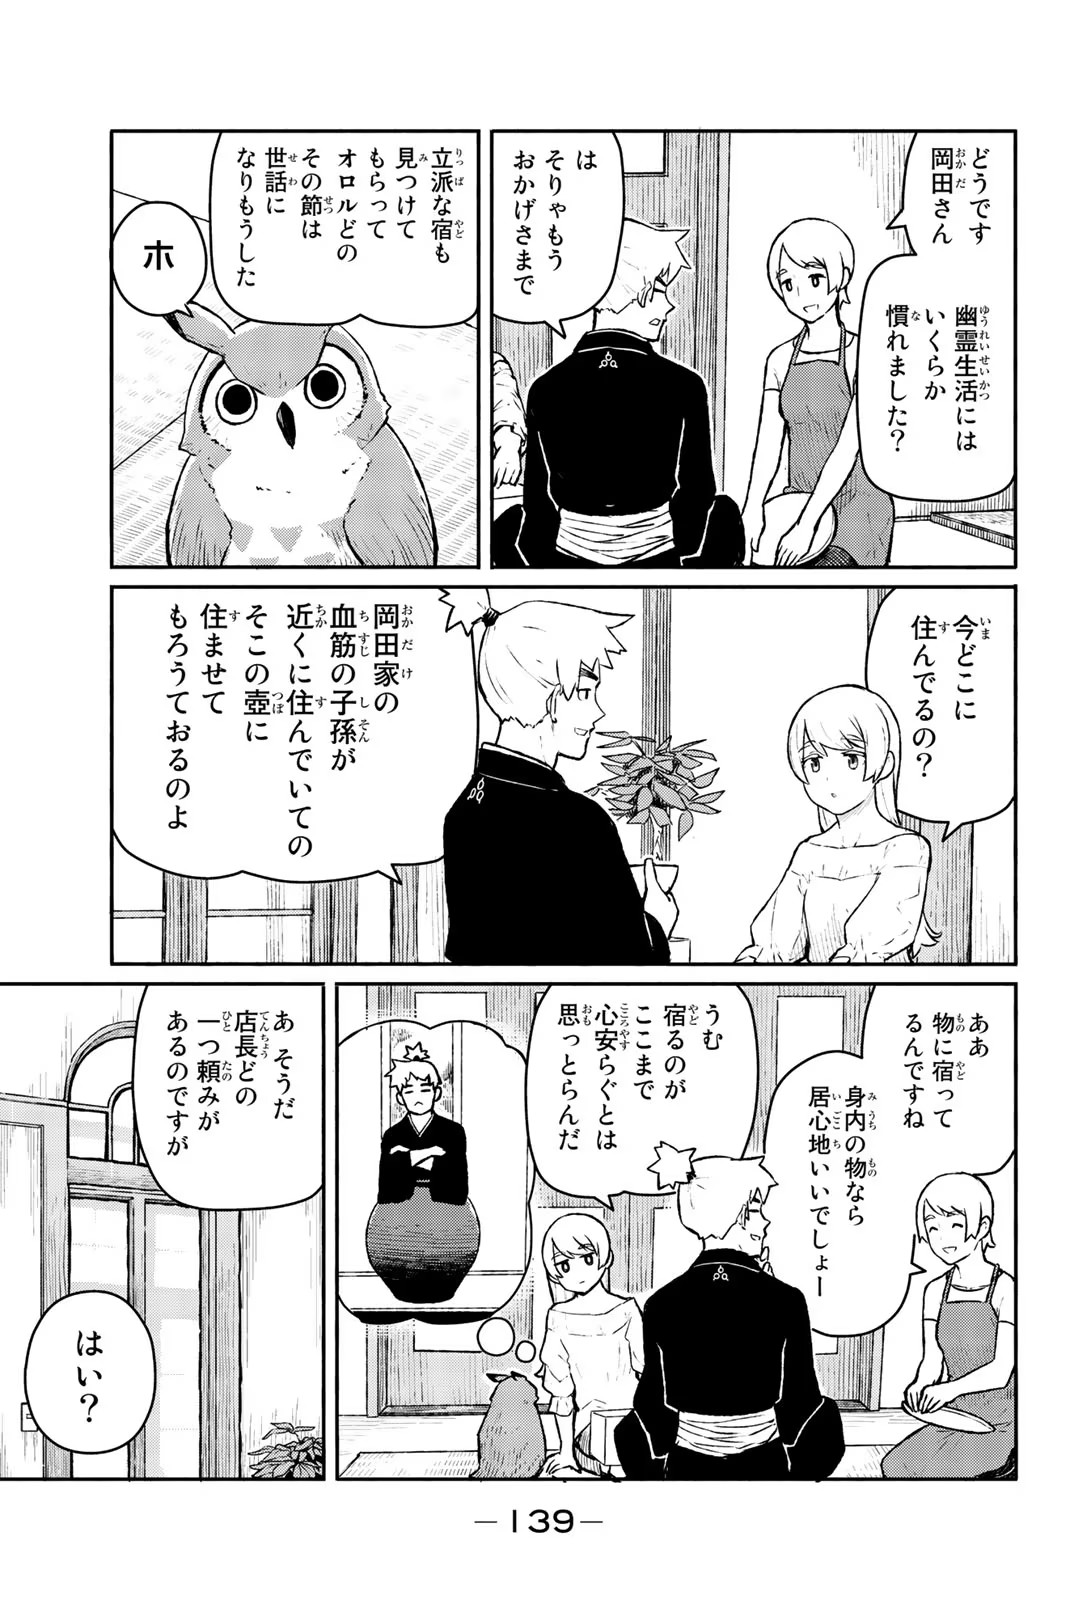 どうです
岡田さん
幽霊生活には
いくらか
慣れました？
は
そりゃもう
おかげさまで
立派な宿も
見つけて
もらって
オロルどの
その節は
世話に
なりもうした
ホ
今どこに
住んでるの？
岡田家の
血筋の子孫が
近くに住んでいての
そこの壺に
住ませて
もろうておるのよ
ああ
物に宿って
るんですね
身内の物なら
居心地いいでしょー
うむ
宿るのが
ここまで
心安らぐとは
思っとらんだ
あ そうだ
店長どの
一つ頼みが
あるのですが
はい？
—139—